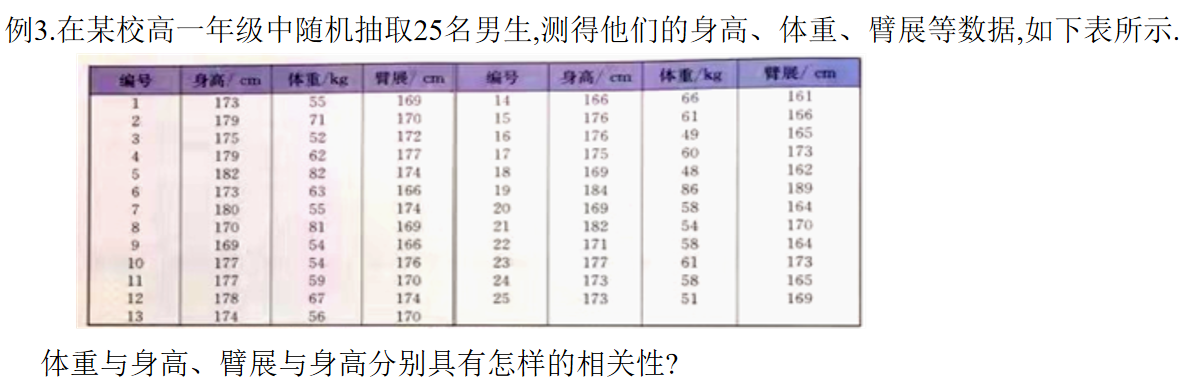 例3.在某校高一年级中随机抽取25名男生,测得他们的身高、体重、臂展等数据,如下表所示.
编号 身高/cm 体重/kg 臂展/cm 编号 身高/cm 体重/kg 臂展/cm
1 173 55 169 14 166 66 161
2 179 71 170 15 176 61 166
3 175 52 172 16 176 49 165
4 179 62 177 17 175 60 173
5 182 82 174 18 169 48 162
6 173 63 166 19 184 86 189
7 180 55 174 20 169 58 164
8 170 81 169 21 182 54 170
9 169 54 166 22 171 58 164
10 177 54 176 23 177 61 173
11 177 59 170 24 173 58 165
12 178 67 174 25 173 51 169
13 174 56 170
体重与身高、臂展与身高分别具有怎样的相关性?